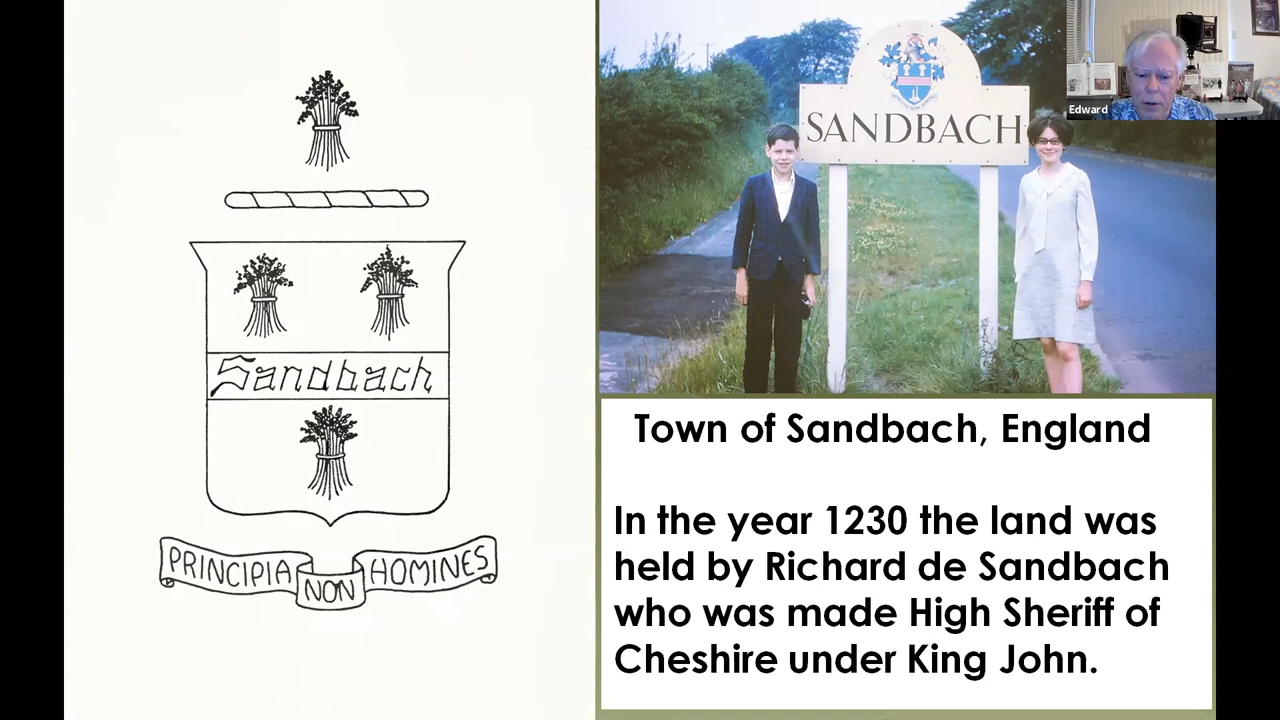 Sandbach
PRINCIPIA NON HOMINES
SANDBACH
Edward
Town of Sandbach, England
In the year 1230 the land was
held by Richard de Sandbach
who was made High Sheriff of
Cheshire under King John.